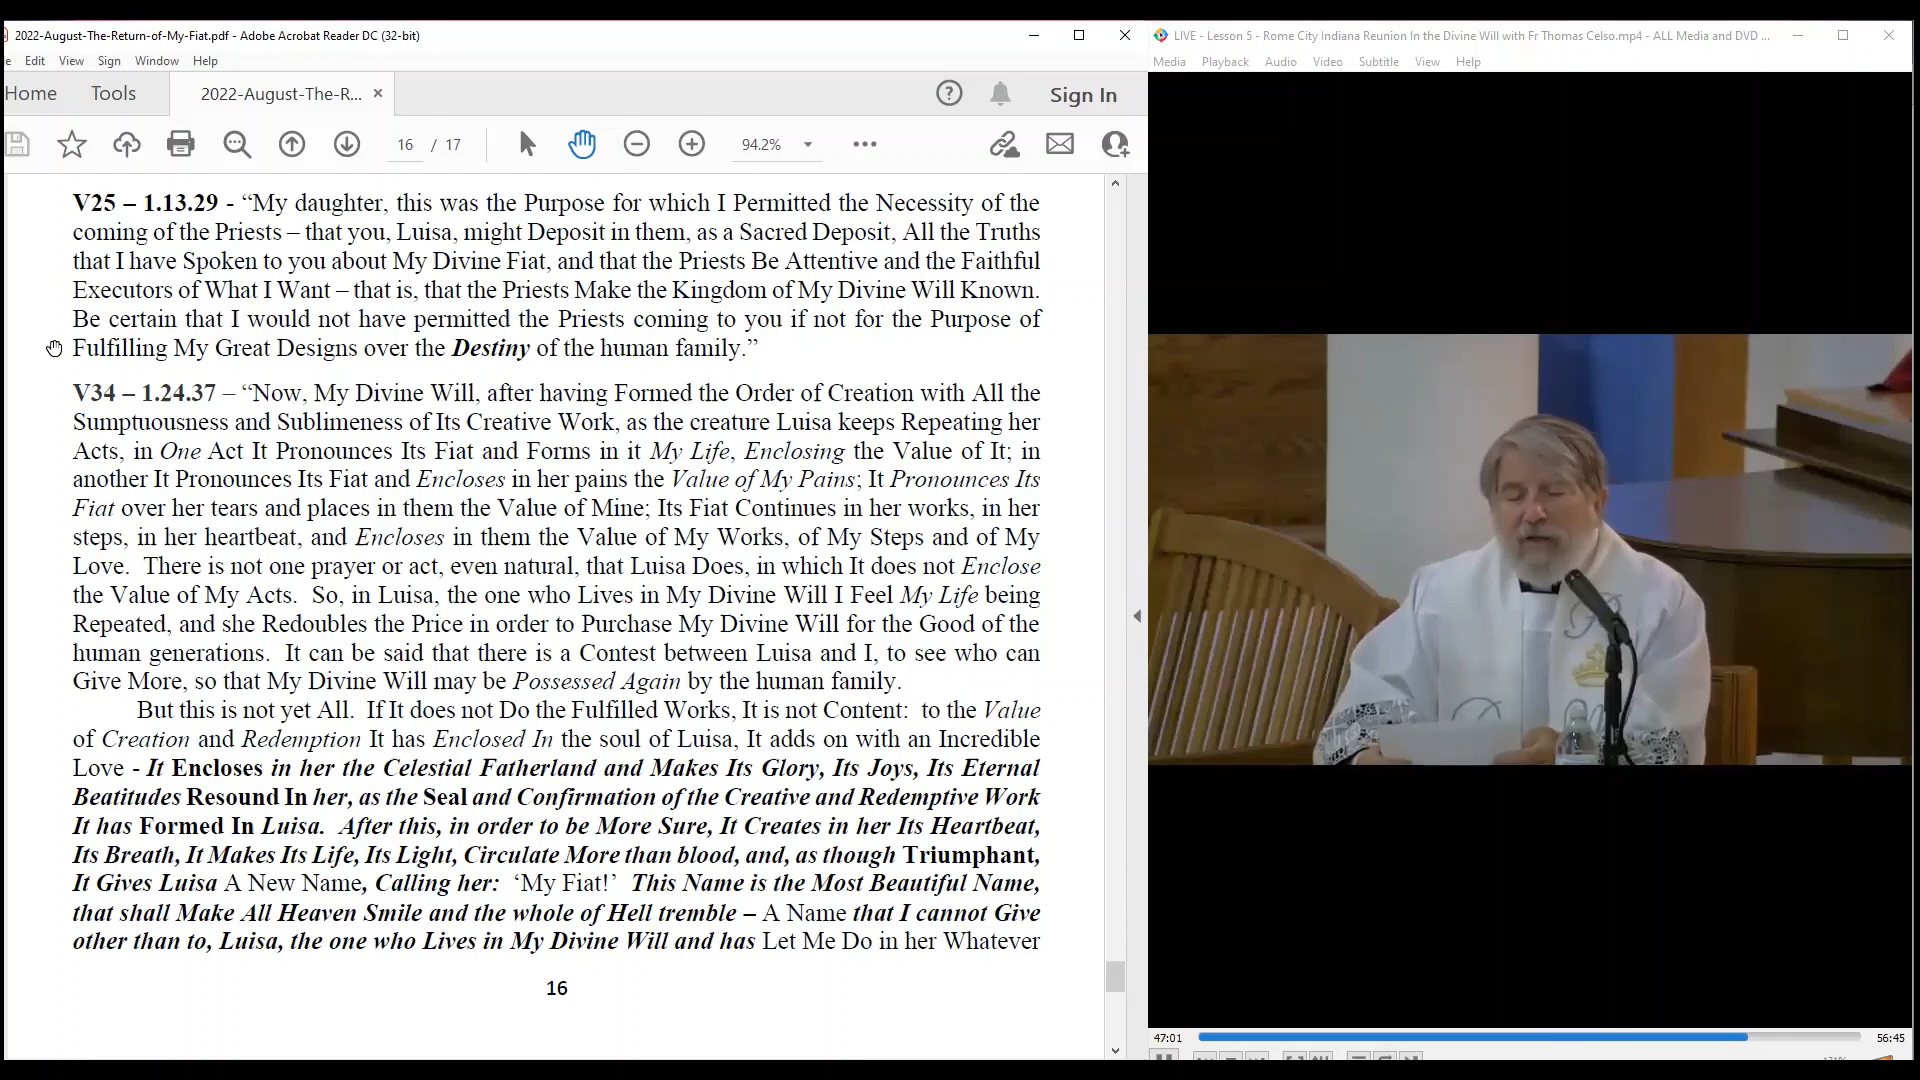 2022-August-The-Return-of-My-Fiat.pdf - Adobe Acrobat Reader DC (32-bit)
e Edit View Sign Window Help
Home Tools 2022-August-The-R... Sign In
16 / 17 94.2%
V25 – 1.13.29 - “My daughter, this was the Purpose for which I Permitted the Necessity of the
coming of the Priests – that you, Luisa, might Deposit in them, as a Sacred Deposit, All the Truths
that I have Spoken to you about My Divine Fiat, and that the Priests Be Attentive and the Faithful
Executors of What I Want – that is, that the Priests Make the Kingdom of My Divine Will Known.
Be certain that I would not have permitted the Priests coming to you if not for the Purpose of
Fulfilling My Great Designs over the Destiny of the human family.”
V34 – 1.24.37 – “Now, My Divine Will, after having Formed the Order of Creation with All the
Sumptuousness and Sublimeness of Its Creative Work, as the creature Luisa keeps Repeating her
Acts, in One Act It Pronounces Its Fiat and Forms in it My Life, Enclosing the Value of It; in
another It Pronounces Its Fiat and Encloses in her pains the Value of My Pains; It Pronounces Its
Fiat over her tears and places in them the Value of Mine; Its Fiat Continues in her works, in her
steps, in her heartbeat, and Encloses in them the Value of My Works, of My Steps and of My
Love. There is not one prayer or act, even natural, that Luisa Does, in which It does not Enclose
the Value of My Acts. So, in Luisa, the one who Lives in My Divine Will I Feel My Life being
Repeated, and she Redoubles the Price in order to Purchase My Divine Will for the Good of the
human generations. It can be said that there is a Contest between Luisa and I, to see who can
Give More, so that My Divine Will may be Possessed Again by the human family.
But this is not yet All. If It does not Do the Fulfilled Works, It is not Content: to the Value
of Creation and Redemption It has Enclosed In the soul of Luisa, It adds on with an Incredible
Love - It Encloses in her the Celestial Fatherland and Makes Its Glory, Its Joys, Its Eternal
Beatitudes Resound In her, as the Seal and Confirmation of the Creative and Redemptive Work
It has Formed In Luisa. After this, in order to be More Sure, It Creates in her Its Heartbeat,
Its Breath, It Makes Its Life, Its Light, Circulate More than blood, and, as though Triumphant,
It Gives Luisa A New Name, Calling her: ‘My Fiat!’ This Name is the Most Beautiful Name,
that shall Make All Heaven Smile and the whole of Hell tremble – A Name that I cannot Give
other than to, Luisa, the one who Lives in My Divine Will and has Let Me Do in her Whatever
16
LIVE - Lesson 5 - Rome City Indiana Reunion In the Divine Will with Fr Thomas Celso.mp4 - ALL Media and DVD ...
Media Playback Audio Video Subtitle View Help
47:01 56:45